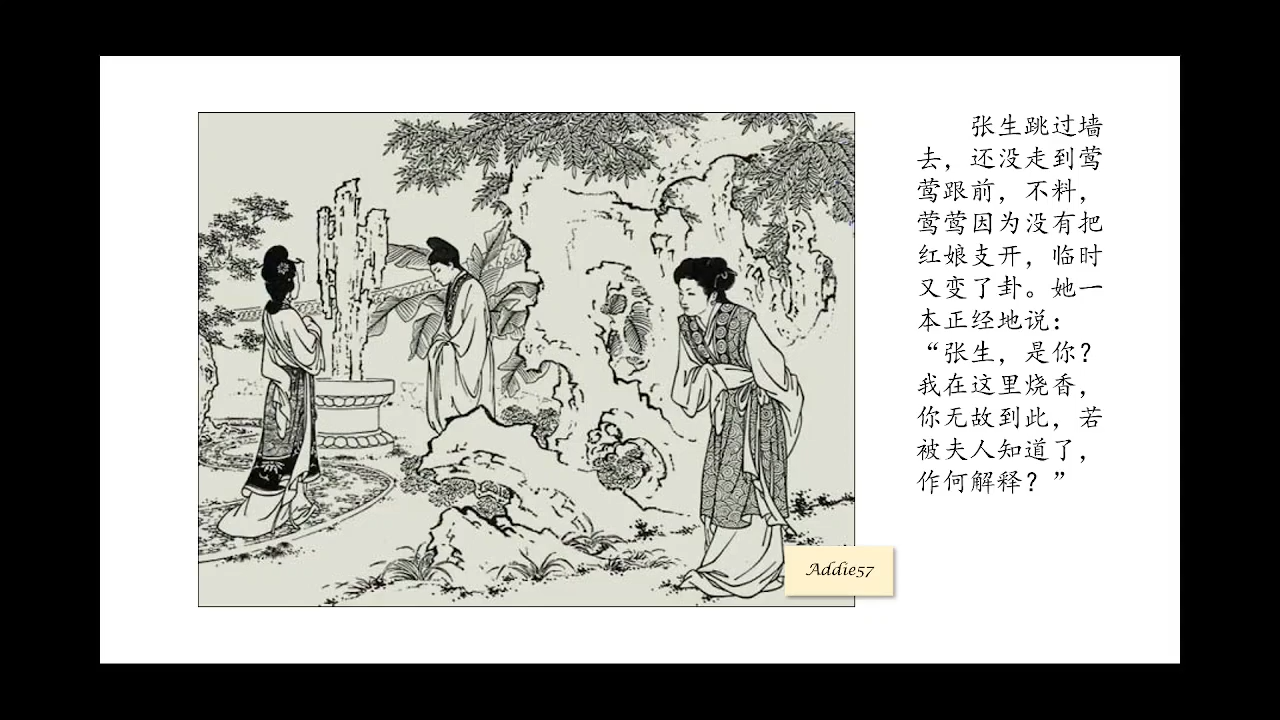 张生跳过墙
去，还没走到莺
莺跟前，不料，
莺莺因为没有把
红娘支开，临时
又变了卦。她一
本正经地说：
“张生，是你？
我在这里烧香，
你无故到此，若
被夫人知道了，
作何解释？”
Addie57